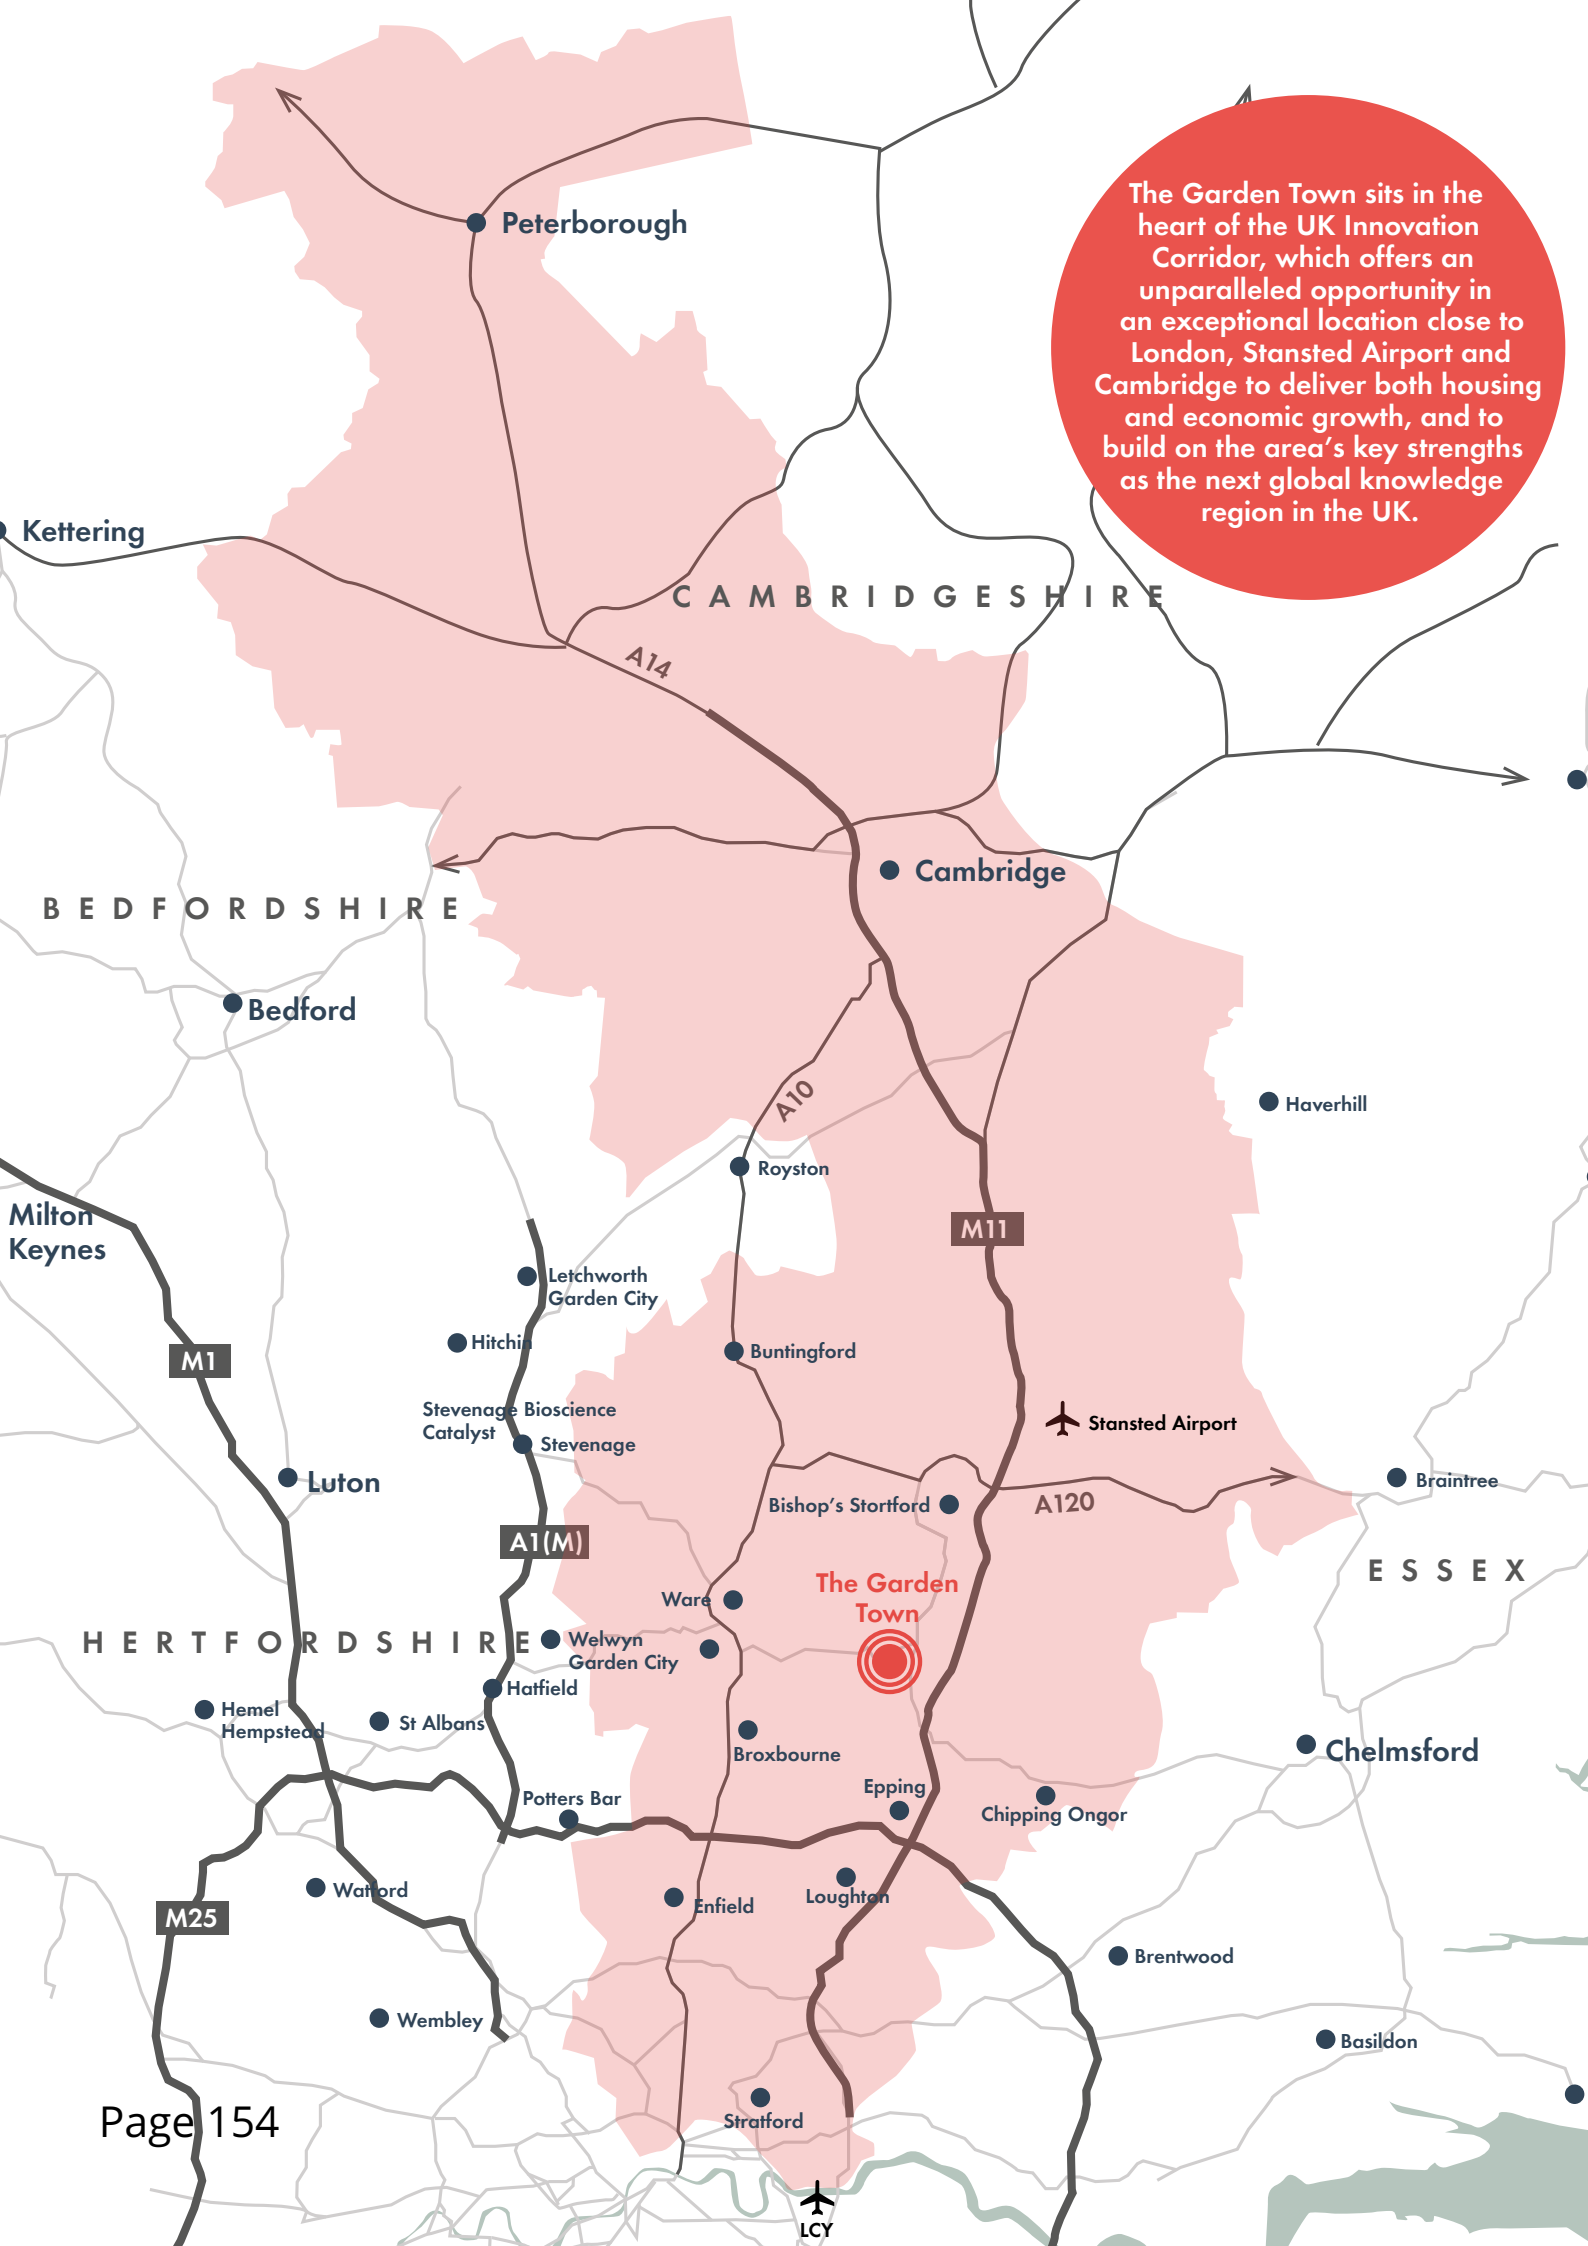 The Garden Town sits in the
heart of the UK Innovation
Corridor, which offers an
unparalleled opportunity in
an exceptional location close to
London, Stansted Airport and
Cambridge to deliver both housing
and economic growth, and to
build on the area’s key strengths
as the next global knowledge
region in the UK.
Peterborough
Kettering
CAMBRIDGESHIRE
A14
Cambridge
BEDFORDSHIRE
Bedford
A10
Haverhill
Royston
Milton
Keynes
M11
Letchworth
Garden City
Hitchin
Buntingford
M1
Stevenage Bioscience
Catalyst
Stevenage
Stansted Airport
Luton
Braintree
Bishop’s Stortford
A120
A1(M)
ESSEX
The Garden
Town
Ware
HERTFORDSHIRE
Welwyn
Garden City
Hatfield
Hemel
Hempstead
St Albans
Broxbourne
Chelmsford
Epping
Potters Bar
Chipping Ongor
Watford
Loughton
Enfield
M25
Brentwood
Wembley
Basildon
Stratford
Page 154
LCY